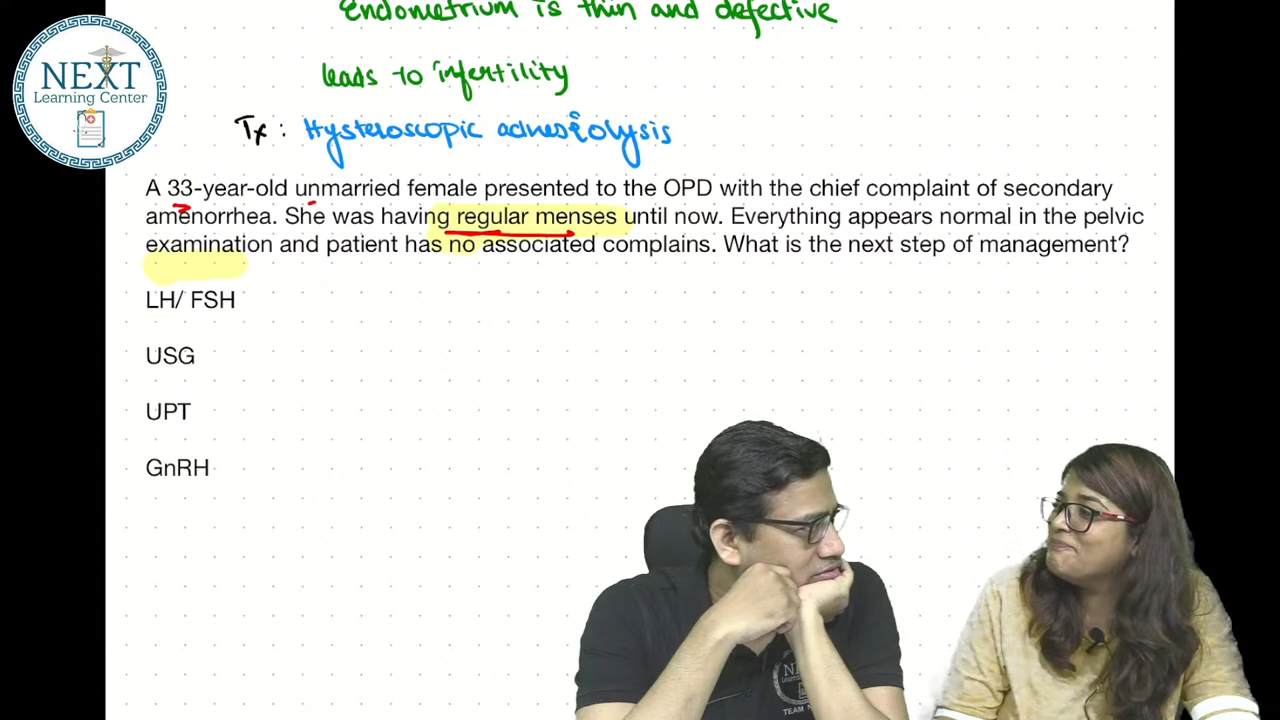 Endometrium is thin and defective
NEXT
Learning Center
leads to infertility
Tx : Hysteroscopic adhesiolysis
A 33-year-old unmarried female presented to the OPD with the chief complaint of secondary
amenorrhea. She was having regular menses until now. Everything appears normal in the pelvic
examination and patient has no associated complains. What is the next step of management?
LH/ FSH
USG
UPT
GnRH
TEAM